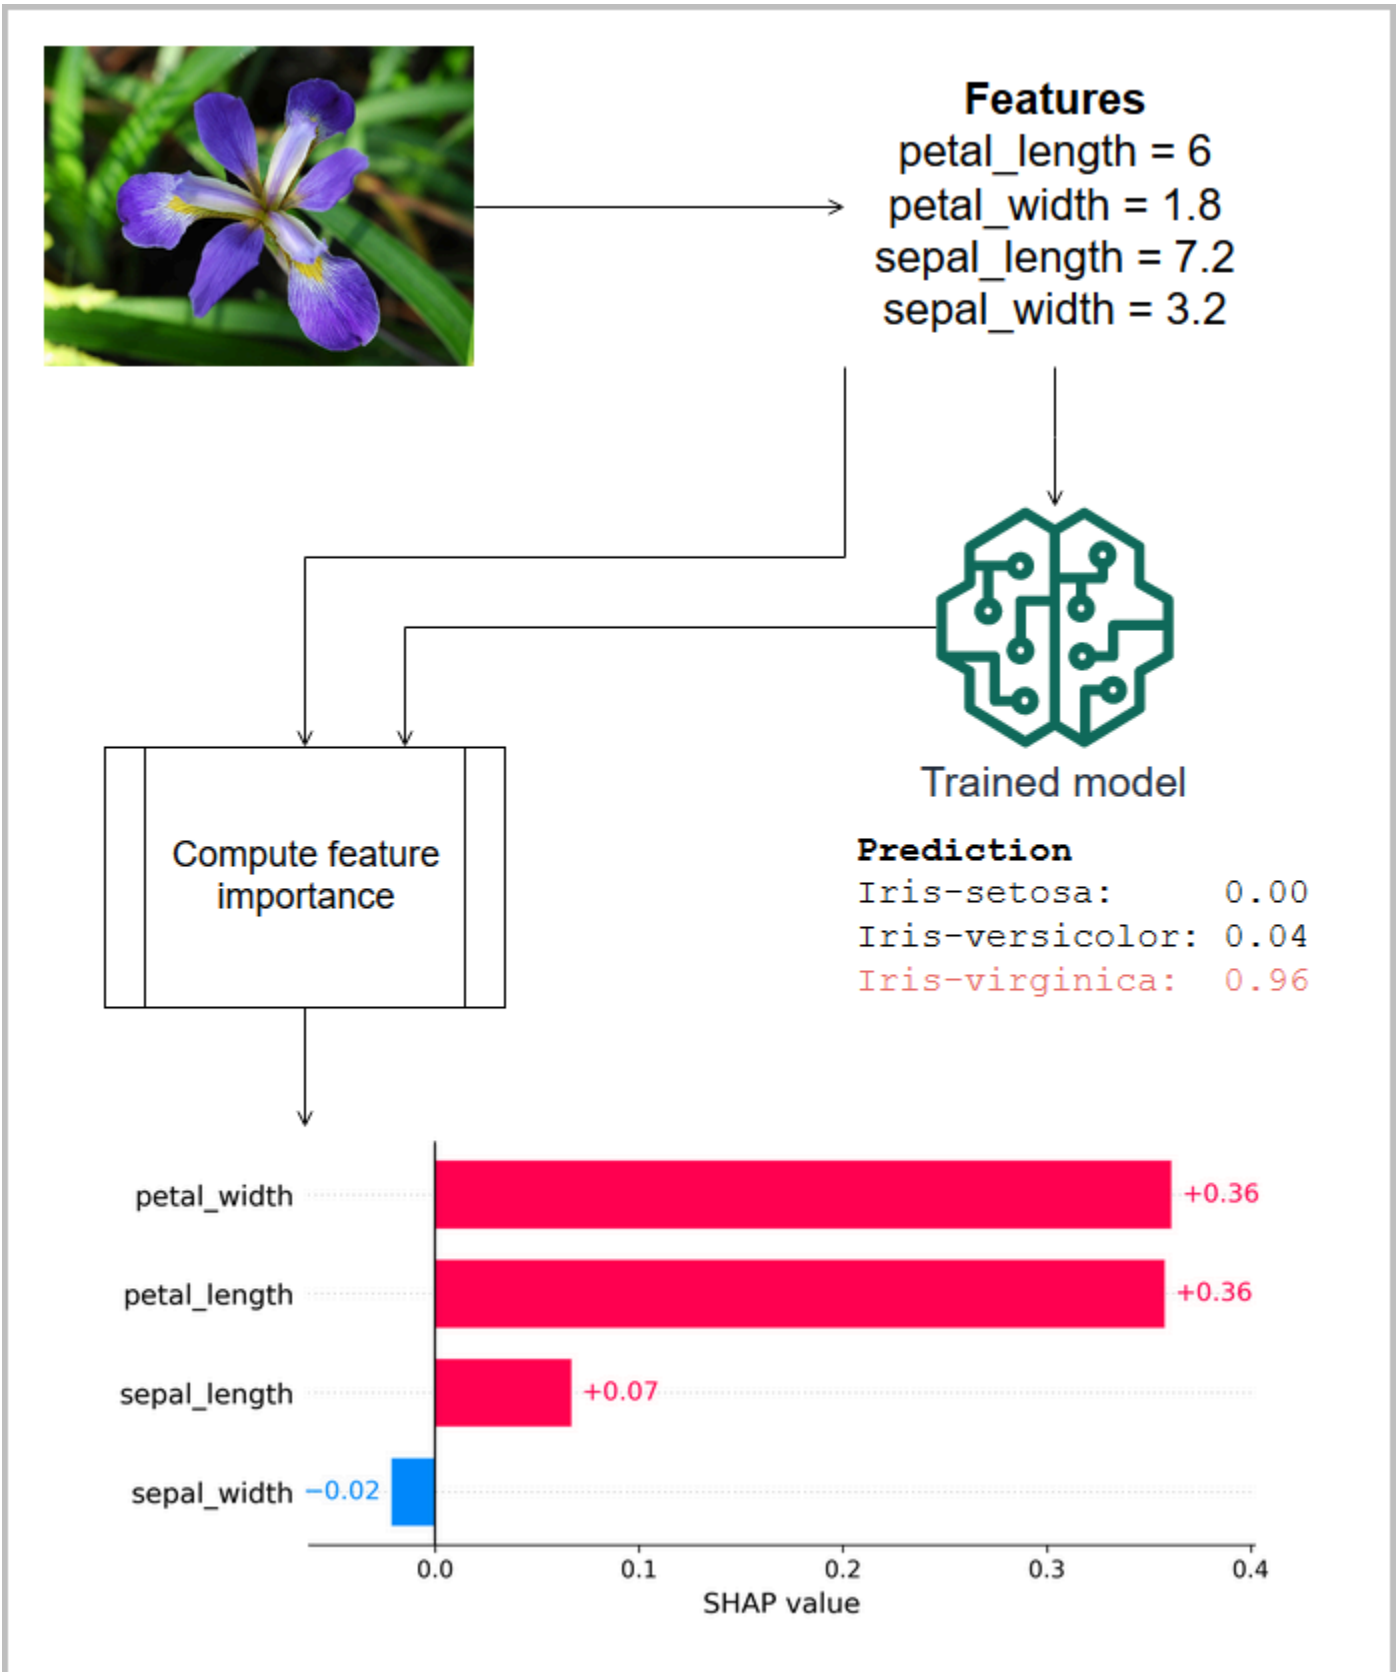 Features
petal_length = 6
petal_width = 1.8
sepal_length = 7.2
sepal_width = 3.2
Trained model
Prediction
Iris-setosa: 0.00
Iris-versicolor: 0.04
Iris-virginica: 0.96
Compute feature
importance
petal_width +0.36
petal_length +0.36
sepal_length +0.07
sepal_width −0.02
0.0 0.1 0.2 0.3 0.4
SHAP value